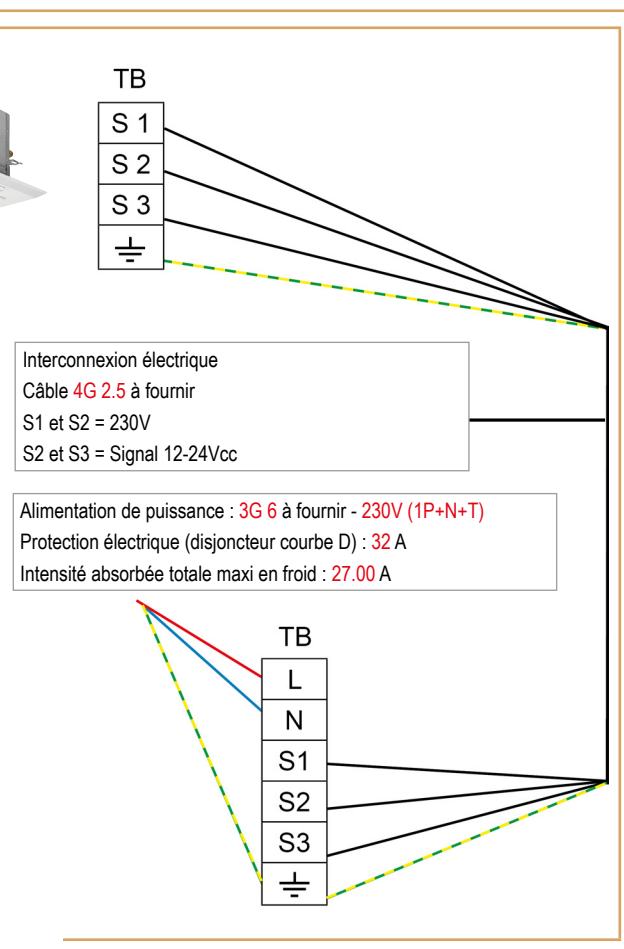 TB
S 1
S 2
S 3
Interconnexion électrique
Câble 4G 2.5 à fournir
S1 et S2 = 230V
S2 et S3 = Signal 12-24Vcc
Alimentation de puissance : 3G 6 à fournir - 230V (1P+N+T)
Protection électrique (disjoncteur courbe D) : 32 A
Intensité absorbée totale maxi en froid : 27.00 A
TB
L
N
S1
S2
S3